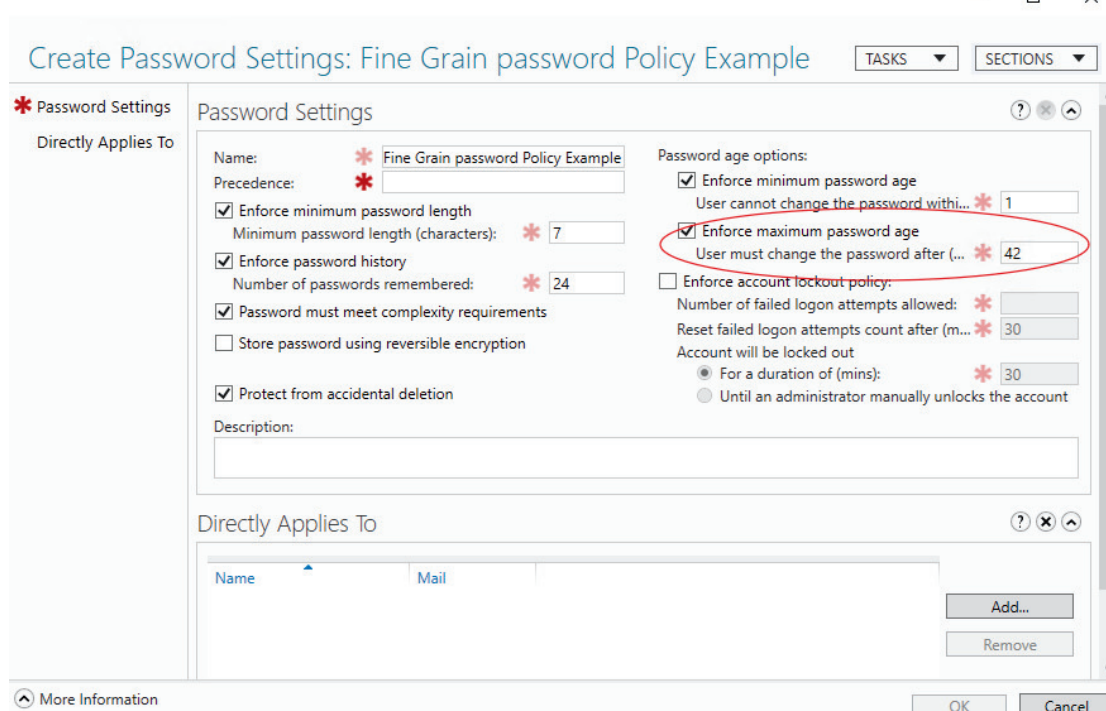 Create Password Settings: Fine Grain password Policy Example
TASKS
SECTIONS
Password Settings
Directly Applies To
Password Settings
Name: Fine Grain password Policy Example
Precedence:
Enforce minimum password length
Minimum password length (characters): 7
Enforce password history
Number of passwords remembered: 24
Password must meet complexity requirements
Store password using reversible encryption
Protect from accidental deletion
Password age options:
Enforce minimum password age
User cannot change the password withi... 1
Enforce maximum password age
User must change the password after (... 42
Enforce account lockout policy:
Number of failed logon attempts allowed:
Reset failed logon attempts count after (m... 30
Account will be locked out
For a duration of (mins): 30
Until an administrator manually unlocks the account
Description:
Directly Applies To
Name Mail
Add...
Remove
More Information
OK Cancel